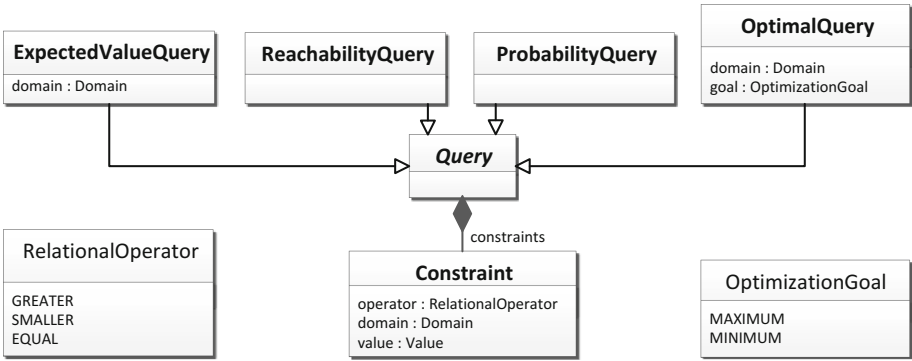 ExpectedValueQuery
domain : Domain
ReachabilityQuery
ProbabilityQuery
OptimalQuery
domain : Domain
goal : OptimizationGoal
Query
constraints
RelationalOperator
GREATER
SMALLER
EQUAL
Constraint
operator : RelationalOperator
domain : Domain
value : Value
OptimizationGoal
MAXIMUM
MINIMUM